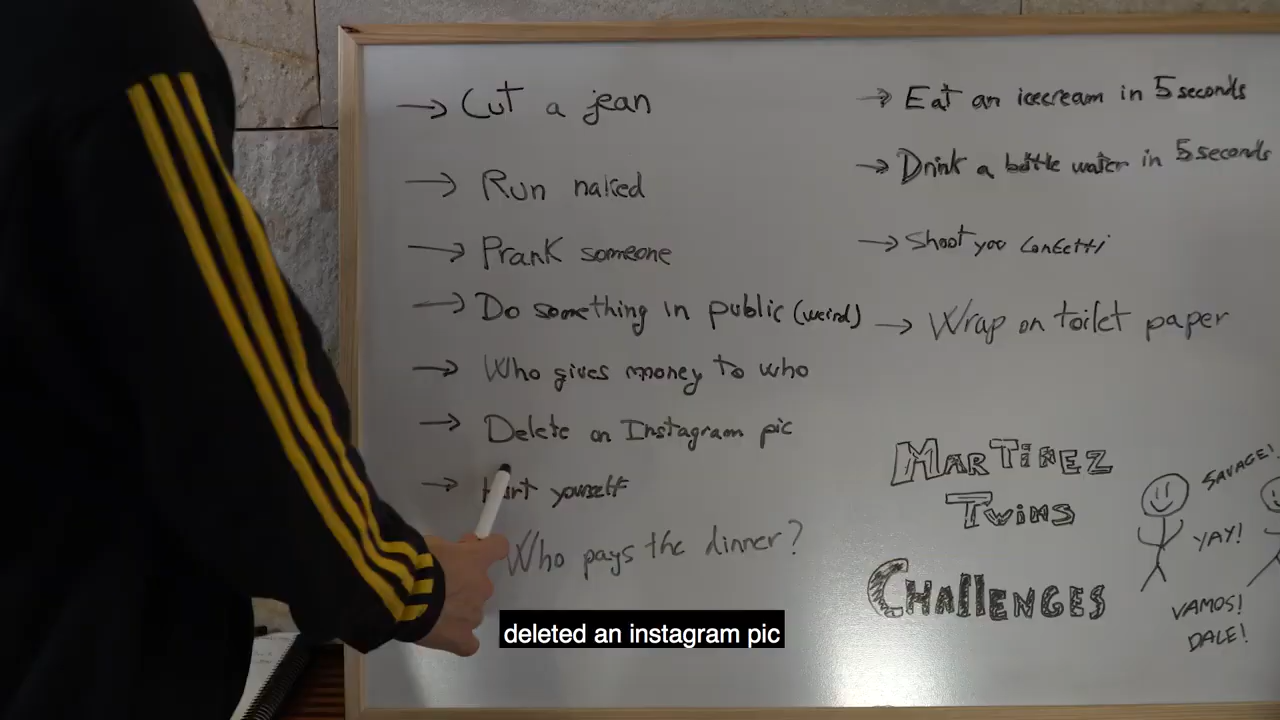 → Cut a jean
→ Run naked
→ Prank someone
→ Do something in public (weird)
→ Who gives money to who
→ Delete an Instagram pic
→ Hurt yourself
Who pays the dinner?
→ Eat an icecream in 5 seconds
→ Drink a bottle water in 5 seconds
→ Shoot you confetti
→ Wrap on toilet paper
MARTINEZ
TWINS
CHALLENGES
SAVAGE!
YAY!
VAMOS!
DALE!
deleted an instagram pic